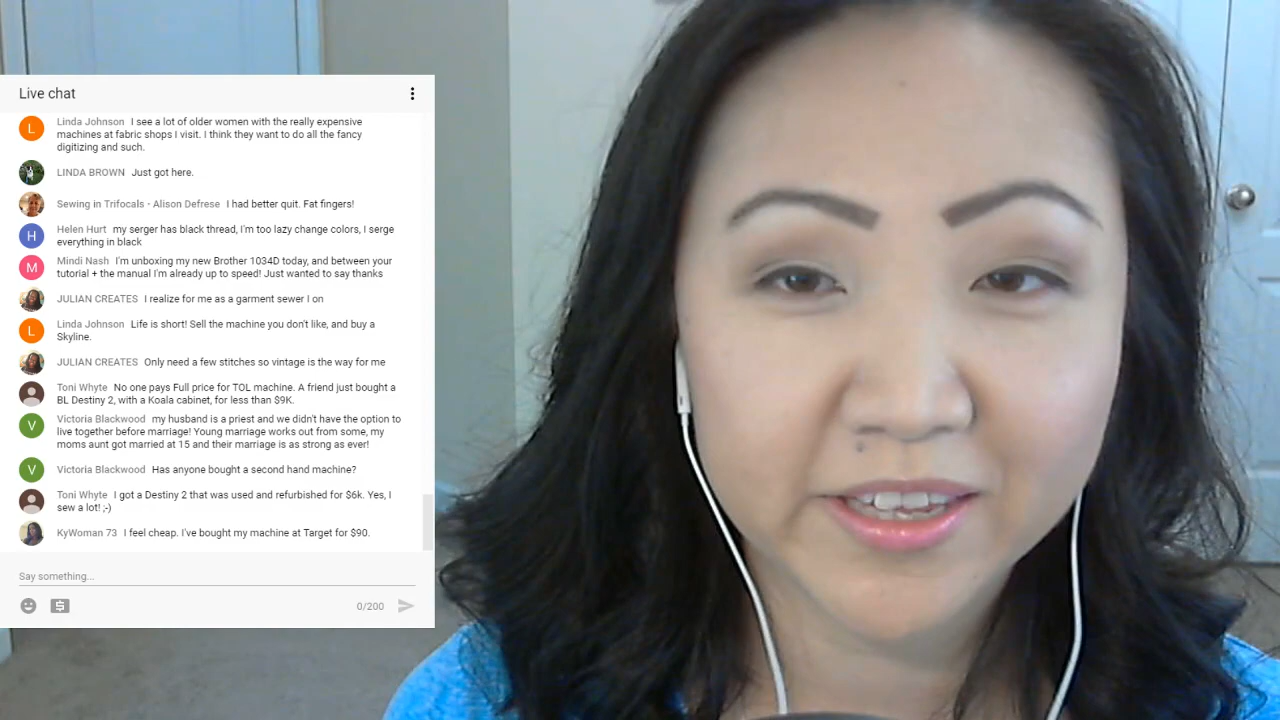 Live chat
Linda Johnson I see a lot of older women with the really expensive
machines at fabric shops I visit. I think they want to do all the fancy
digitizing and such.
LINDA BROWN Just got here.
Sewing in Trifocals - Alison Defrese I had better quit. Fat fingers!
Helen Hurt my serger has black thread, I'm too lazy change colors, I serge
everything in black
Mindi Nash I'm unboxing my new Brother 1034D today, and between your
tutorial + the manual I'm already up to speed! Just wanted to say thanks
JULIAN CREATES I realize for me as a garment sewer I on
Linda Johnson Life is short! Sell the machine you don't like, and buy a
Skyline.
JULIAN CREATES Only need a few stitches so vintage is the way for me
Toni Whyte No one pays Full price for TOL machine. A friend just bought a
BL Destiny 2, with a Koala cabinet, for less than $9K.
Victoria Blackwood my husband is a priest and we didn't have the option to
live together before marriage! Young marriage works out from some, my
moms aunt got married at 15 and their marriage is as strong as ever!
Victoria Blackwood Has anyone bought a second hand machine?
Toni Whyte I got a Destiny 2 that was used and refurbished for $6k. Yes, I
sew a lot! ;-)
KyWoman 73 I feel cheap. I've bought my machine at Target for $90.
Say something...
0/200